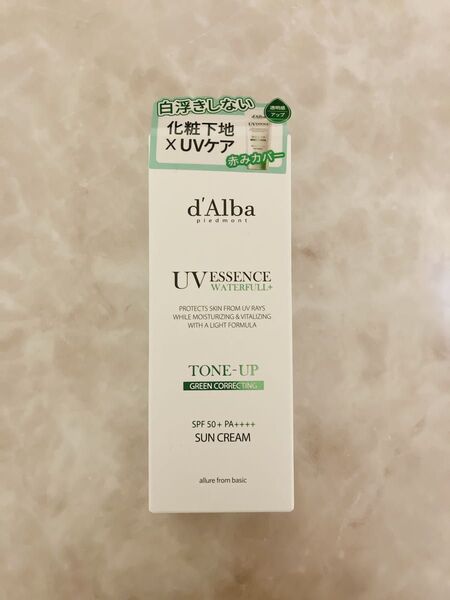 白浮きしない
化粧下地
×UVケア
透明感
アップ
d'Alba
赤みカバー
d'Alba
piedmont
UV ESSENCE
WATERFULL+
PROTECTS SKIN FROM UV RAYS
WHILE MOISTURIZING & VITALIZING
WITH A LIGHT FORMULA
TONE-UP
GREEN CORRECTING
SPF 50+ PA++++
SUN CREAM
allure from basic